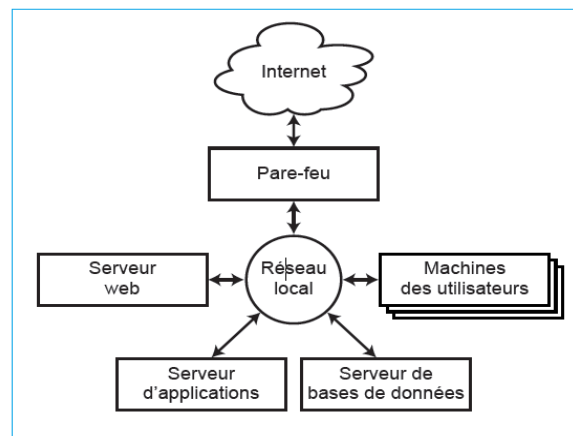 Internet
Pare-feu
Serveur
web
Réseau
local
Machines
des utilisateurs
Serveur
d'applications
Serveur de
bases de données